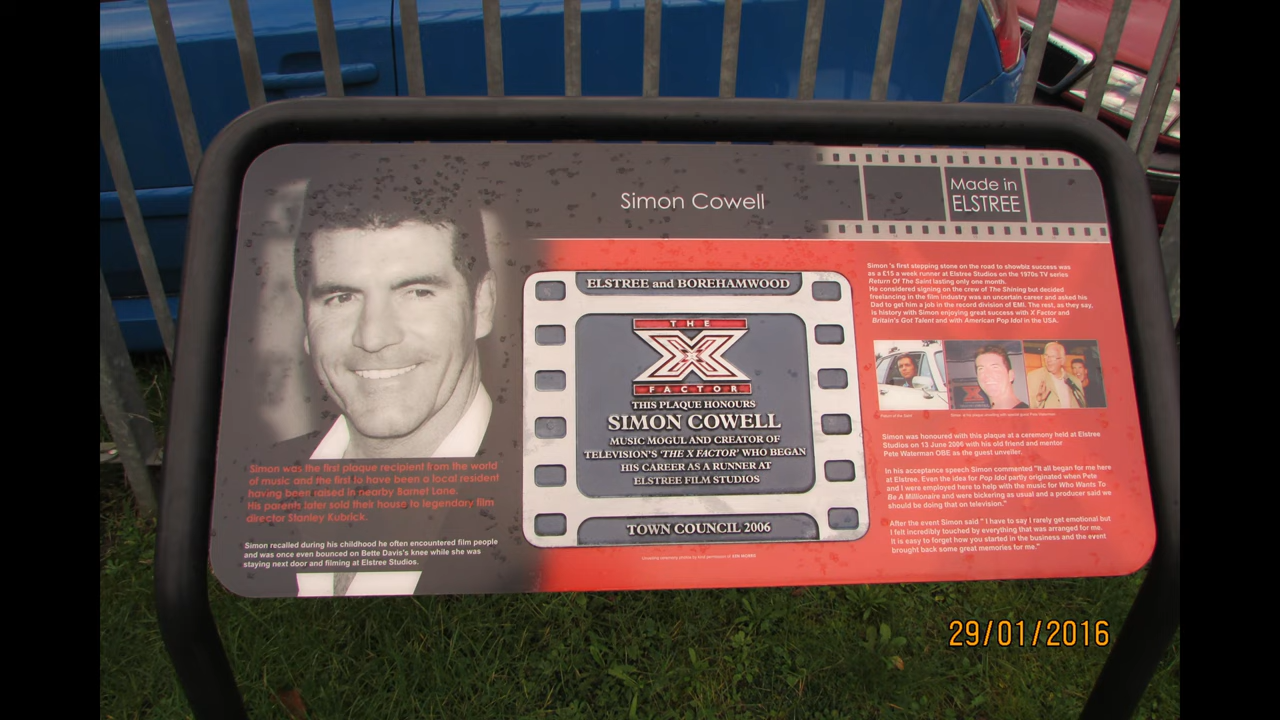 Simon Cowell
Made in
ELSTREE
Simon was the first plaque recipient from the world
of music and the first to have been a local resident
having been raised in nearby Barnet Lane.
His parents later sold their house to legendary film
director Stanley Kubrick.
Simon recalled during his childhood he often encountered film people
and was once even bounced on Bette Davis's knee while she was
staying next door and filming at Elstree Studios.
ELSTREE and BOREHAMWOOD
THE
X
FACTOR
THIS PLAQUE HONOURS
SIMON COWELL
MUSIC MOGUL AND CREATOR OF
TELEVISION'S 'THE X FACTOR' WHO BEGAN
HIS CAREER AS A RUNNER AT
ELSTREE FILM STUDIOS
TOWN COUNCIL 2006
Simon 's first stepping stone on the road to showbiz success was
as a £15 a week runner at Elstree Studios on the 1970s TV series
Return Of The Saint lasting only one month.
He considered signing on the crew of The Shining but decided
freelancing in the film industry was an uncertain career and asked his
Dad to get him a job in the record division of EMI. The rest, as they say,
is history with Simon enjoying great success with X Factor and
Britain's Got Talent and with American Pop Idol in the USA.
Simon was honoured with this plaque at a ceremony held at Elstree
Studios on 13 June 2006 with his old friend and mentor
Pete Waterman OBE as the guest unveiler.
In his acceptance speech Simon commented "It all began for me here
at Elstree. Even the idea for Pop Idol partly originated when Pete
and I were employed here to help with the music for Who Wants To
Be A Millionaire and were bickering as usual and a producer said we
should be doing that on television."
After the event Simon said " I have to say I rarely get emotional but
I felt incredibly touched by everything that was arranged for me.
It is easy to forget how you started in the business and the event
brought back some great memories for me."
29/01/2016